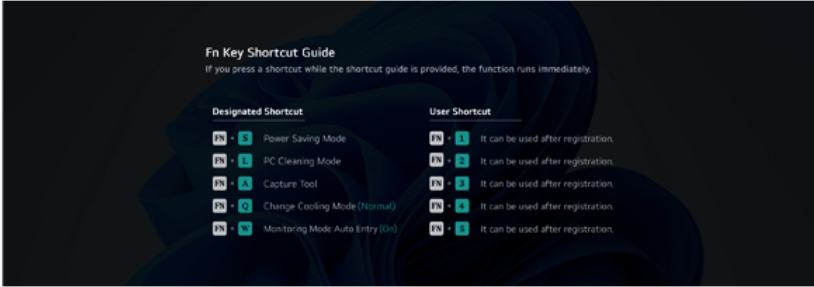 Fn Key Shortcut Guide
If you press a shortcut while the shortcut guide is provided, the function runs immediately.
Designated Shortcut
FN + S Power Saving Mode
FN + L PC Cleaning Mode
FN + A Capture Tool
FN + Q Change Cooling Mode (Normal)
FN + W Monitoring Mode Auto Entry (On)
User Shortcut
FN + 1 It can be used after registration.
FN + 2 It can be used after registration.
FN + 3 It can be used after registration.
FN + 4 It can be used after registration.
FN + 5 It can be used after registration.